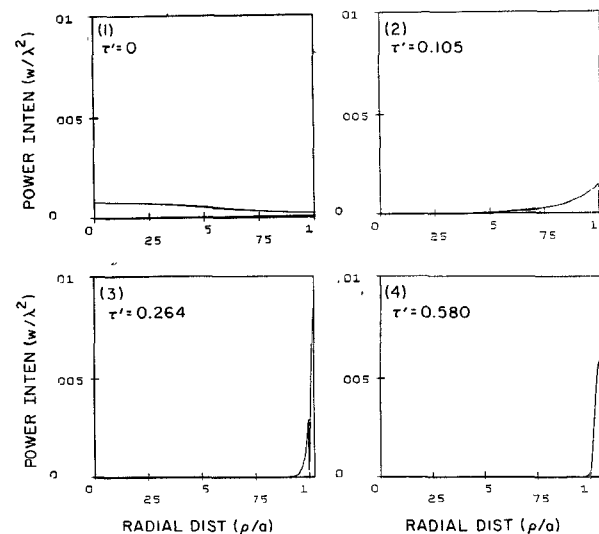 01
(1)
τ'=0
POWER INTEN (w/λ²)
005
0
0 25 5 75 1
01
(2)
τ'=0.105
005
0
0 25 5 75 1
01
(3)
τ'=0.264
POWER INTEN (w/λ²)
005
0
0 25 5 75 1
RADIAL DIST (ρ/a)
.01
(4)
τ'=0.580
005
0
0 25 5 75 1
RADIAL DIST (ρ/a)